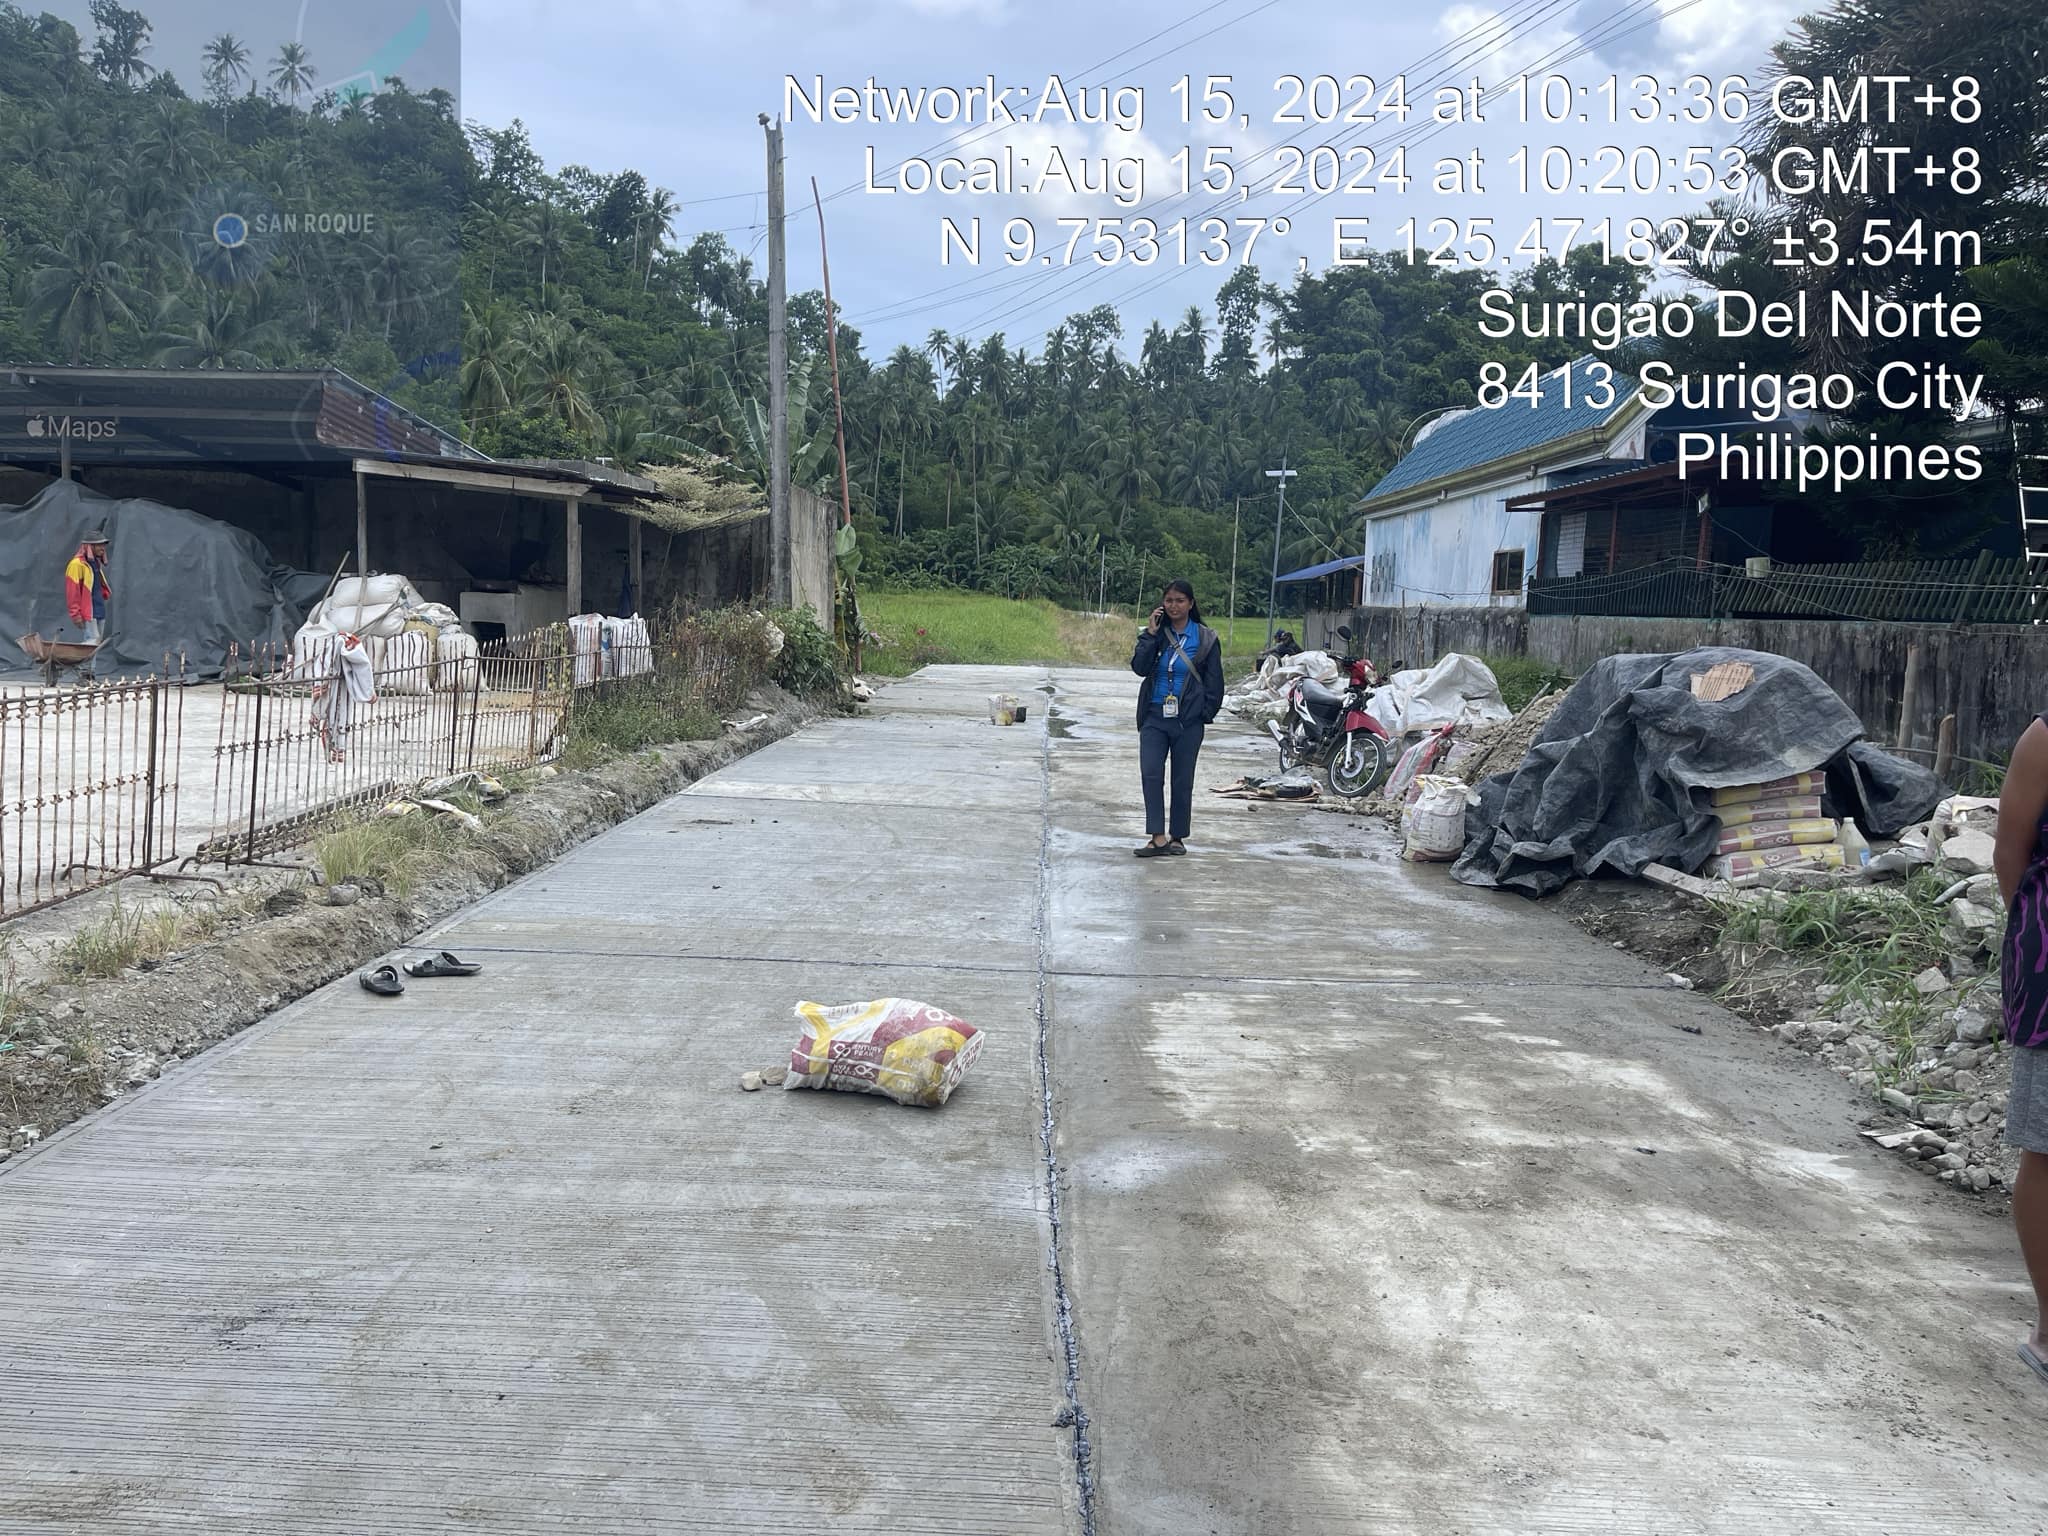 Network:Aug 15, 2024 at 10:13:36 GMT+8
Local:Aug 15, 2024 at 10:20:53 GMT+8
N 9.753137°, E 125.471827° ±3.54m
Surigao Del Norte
8413 Surigao City
Philippines
SAN ROQUE
Maps
CENTURY
PEAK
CENTURY